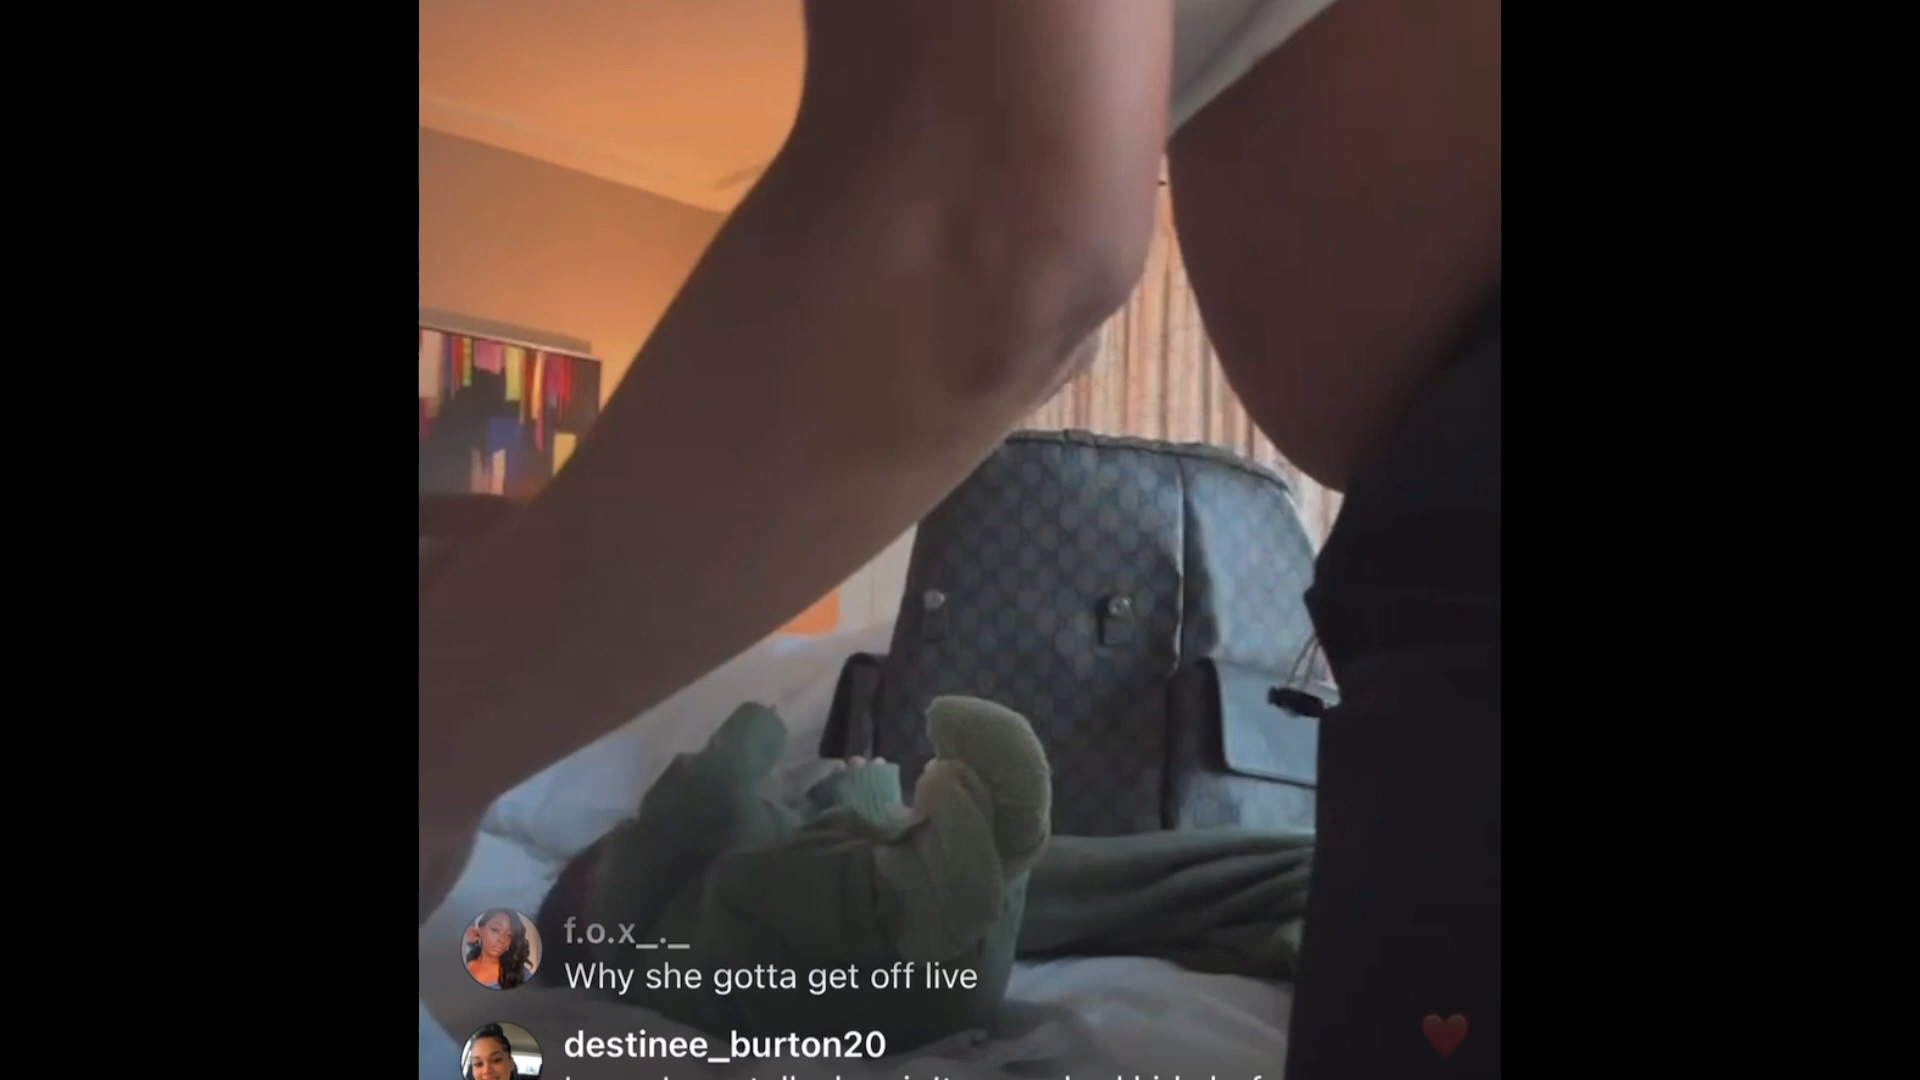 f.o.x_._
Why she gotta get off live
destinee_burton20